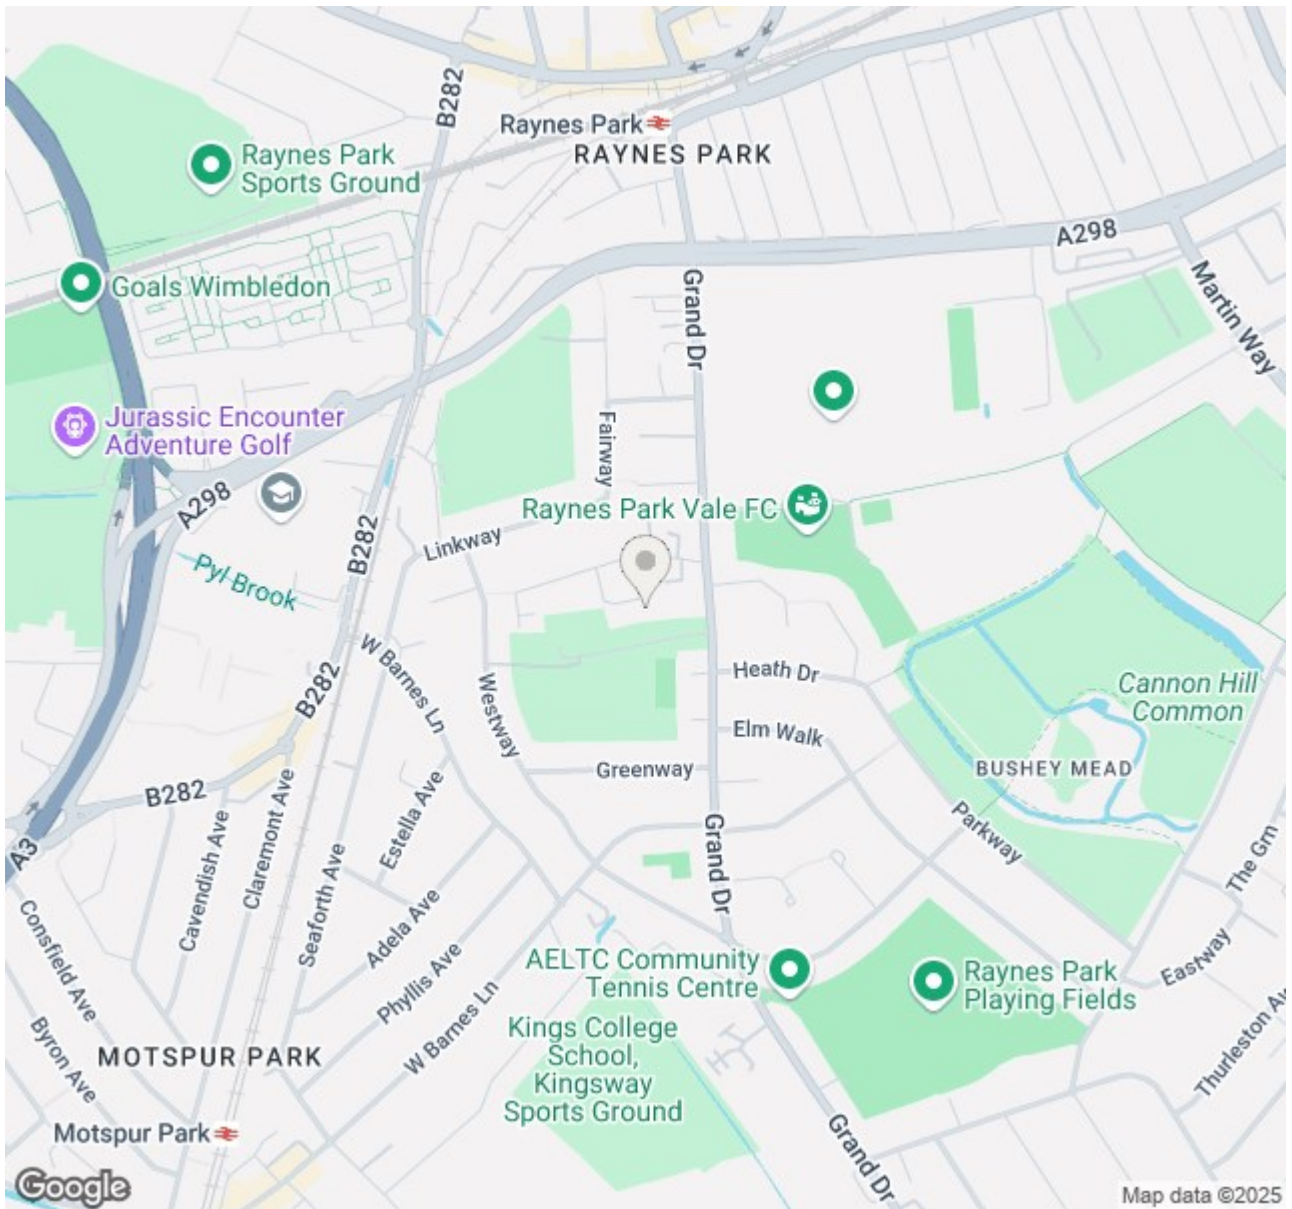 B282
Raynes Park
RAYNES PARK
Raynes Park
Sports Ground
A298
Goals Wimbledon
Grand Dr
Martin Way
Jurassic Encounter
Adventure Golf
Fairway
A298
Raynes Park Vale FC
Linkway
B282
Pyl Brook
W Barnes Ln
Heath Dr
Cannon Hill
Common
B282
Westway
Elm Walk
Greenway
BUSHEY MEAD
B282
Estella Ave
Claremont Ave
Cavendish Ave
Grand Dr
Parkway
The Grn
A3
Seaforth Ave
Adela Ave
Consfield Ave
Phyllis Ave
Eastway
AELTC Community
Tennis Centre
Raynes Park
Playing Fields
W Barnes Ln
Kings College
School,
Kingsway
Sports Ground
Byron Ave
MOTSPUR PARK
Thurleston Av
Motspur Park
Grand Dr
Google
Map data ©2025